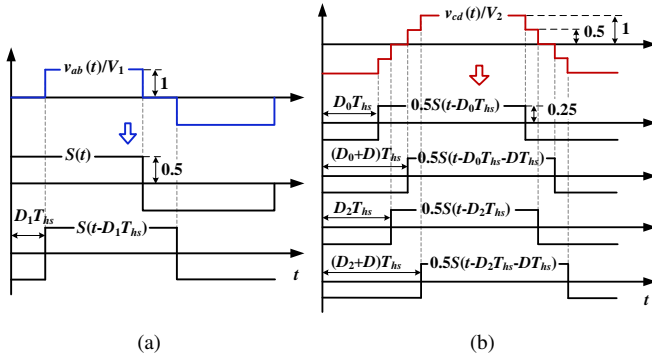 v_ab(t)/V_1
1
S(t)
0.5
D_1T_hs
S(t-D_1T_hs)
t
(a)
v_cd(t)/V_2
0.5
1
D_0T_hs
0.5S(t-D_0T_hs)
0.25
(D_0+D)T_hs
0.5S(t-D_0T_hs-DT_hs)
D_2T_hs
0.5S(t-D_2T_hs)
(D_2+D)T_hs
0.5S(t-D_2T_hs-DT_hs)
t
(b)